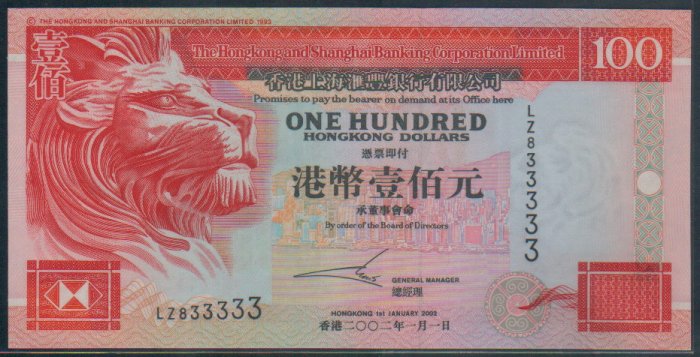 © THE HONGKONG AND SHANGHAI BANKING CORPORATION LIMITED 1993
壹佰
The Hongkong and Shanghai Banking Corporation Limited
100
香港上海滙豐銀行有限公司
Promises to pay the bearer on demand at its Office here
ONE HUNDRED
HONGKONG DOLLARS
憑票即付
港幣壹佰元
承董事會命
By order of the Board of Directors
LZ833333
GENERAL MANAGER
總經理
LZ833333
HONGKONG 1st JANUARY 2002
香港二〇〇二年一月一日